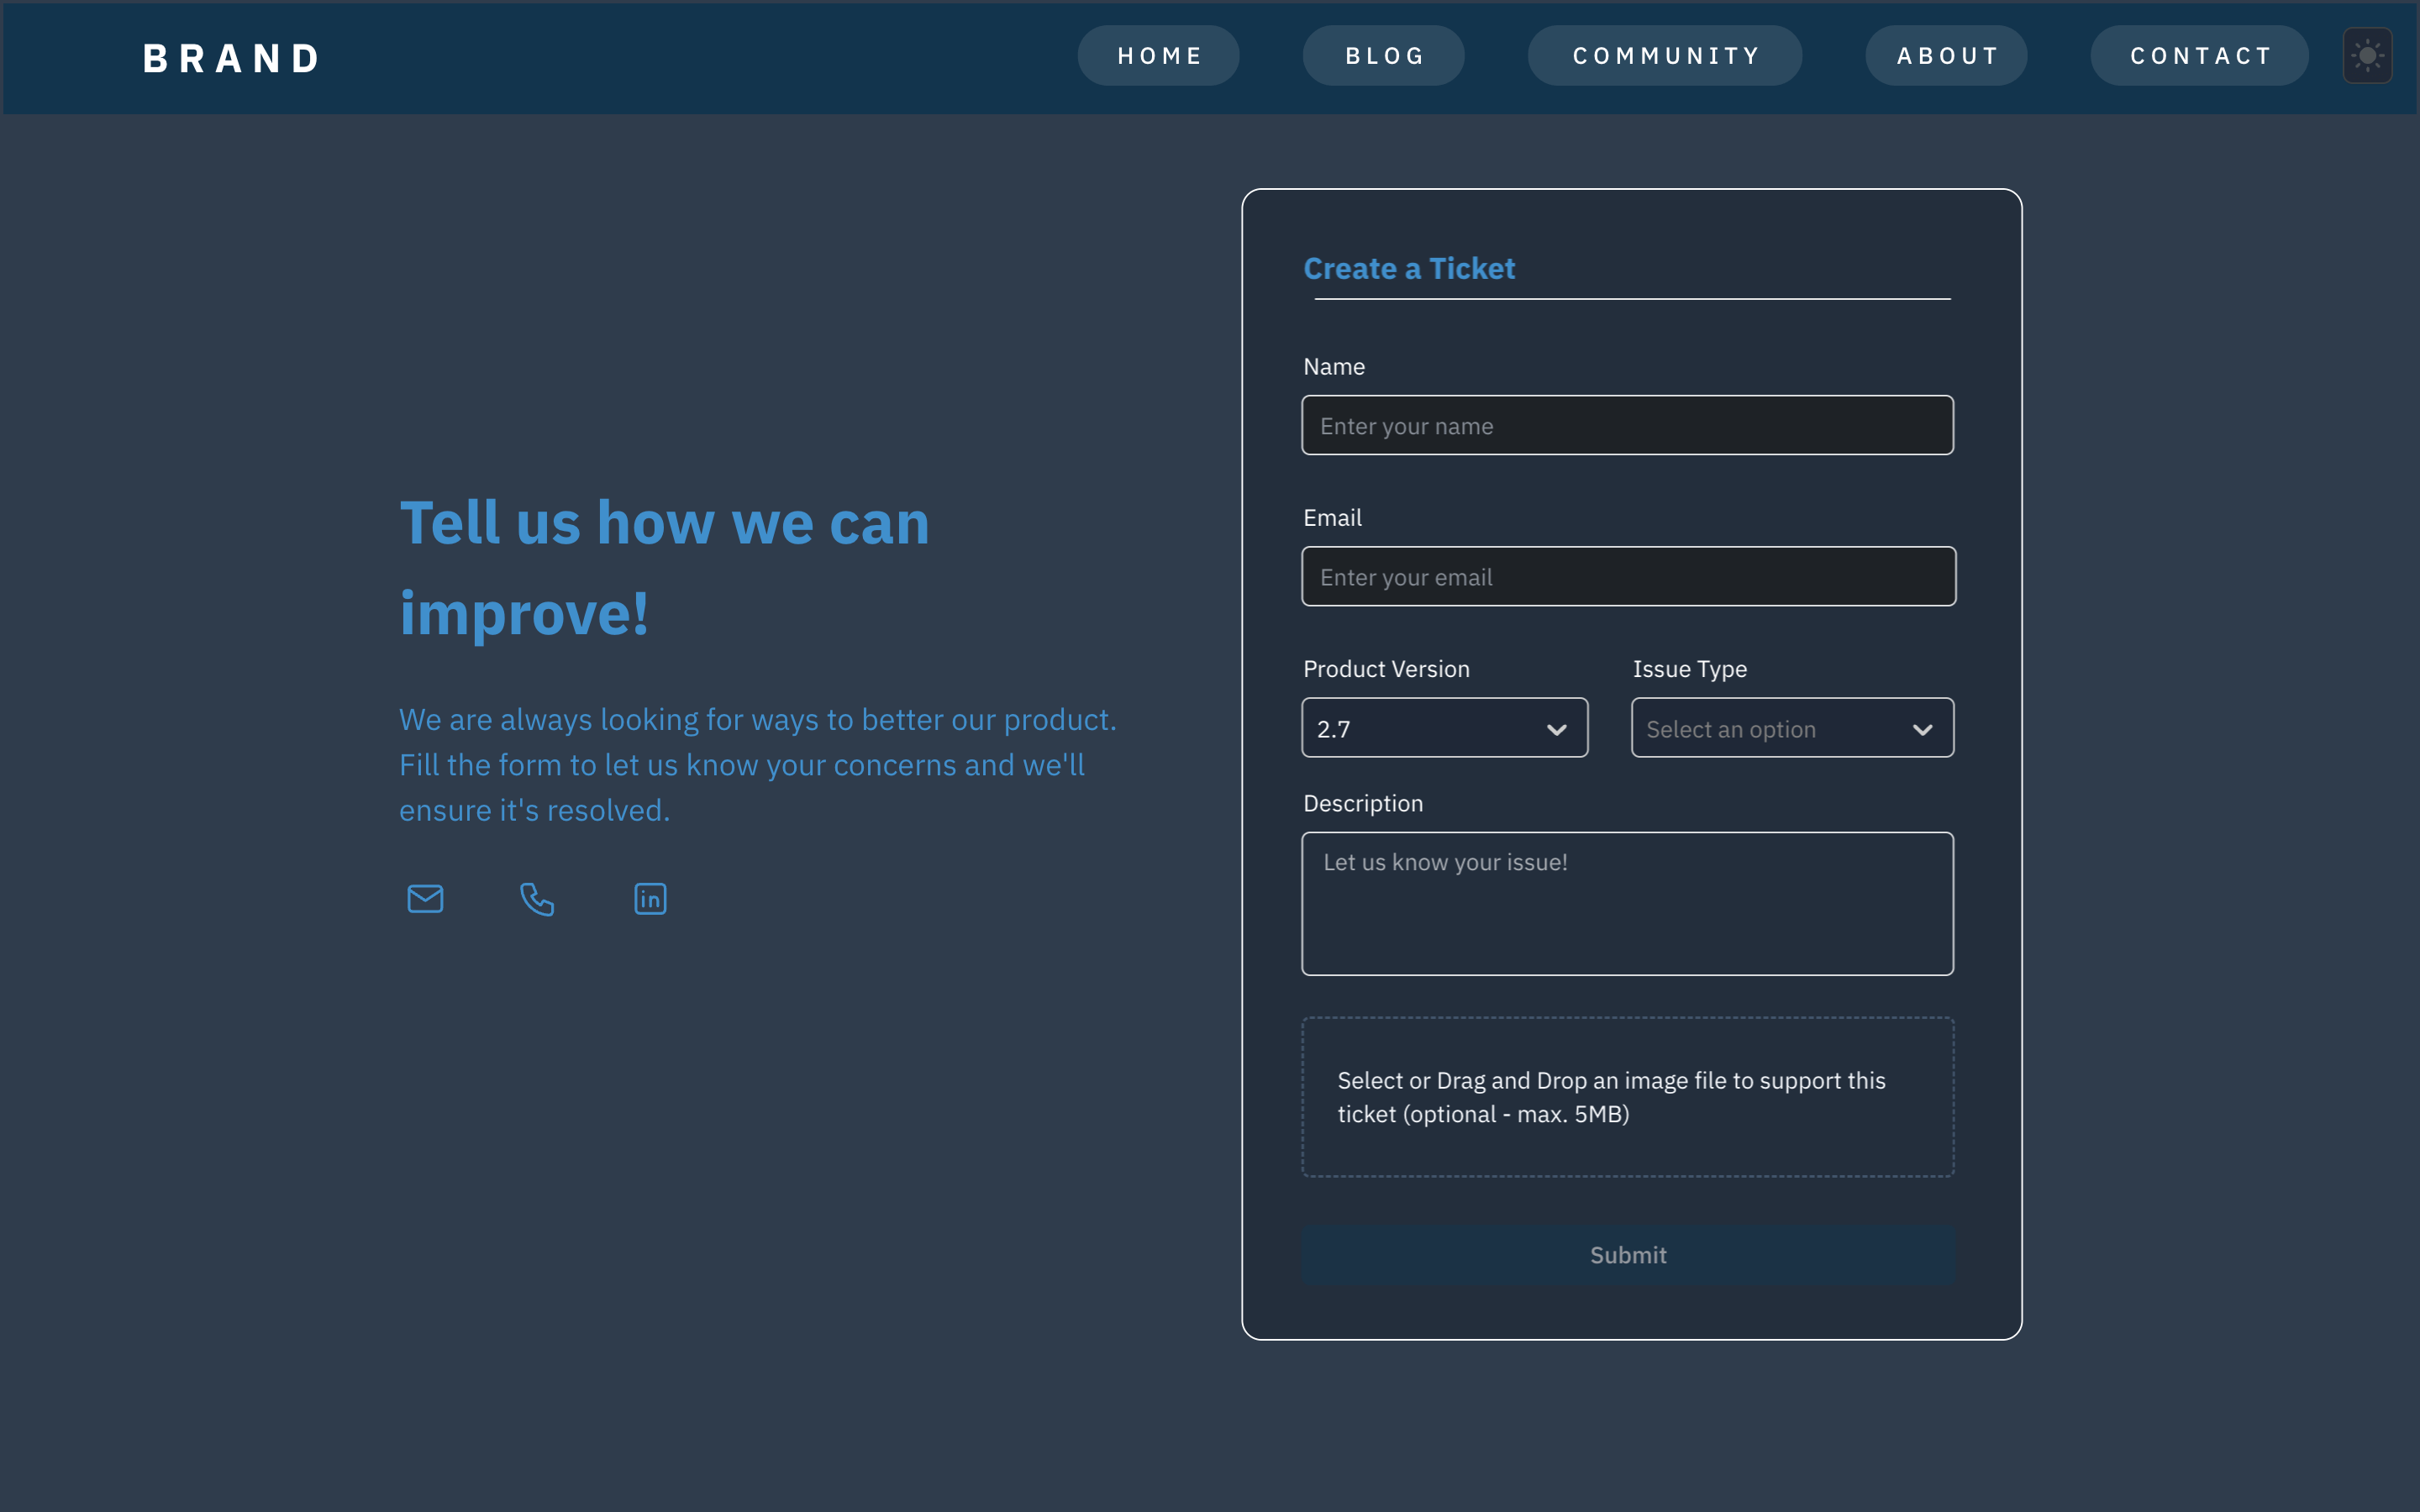 BRAND
HOME
BLOG
COMMUNITY
ABOUT
CONTACT
Tell us how we can
improve!
We are always looking for ways to better our product.
Fill the form to let us know your concerns and we'll
ensure it's resolved.
in
Create a Ticket
Name
Enter your name
Email
Enter your email
Product Version
Issue Type
2.7
Select an option
Description
Let us know your issue!
Select or Drag and Drop an image file to support this
ticket (optional - max. 5MB)
Submit